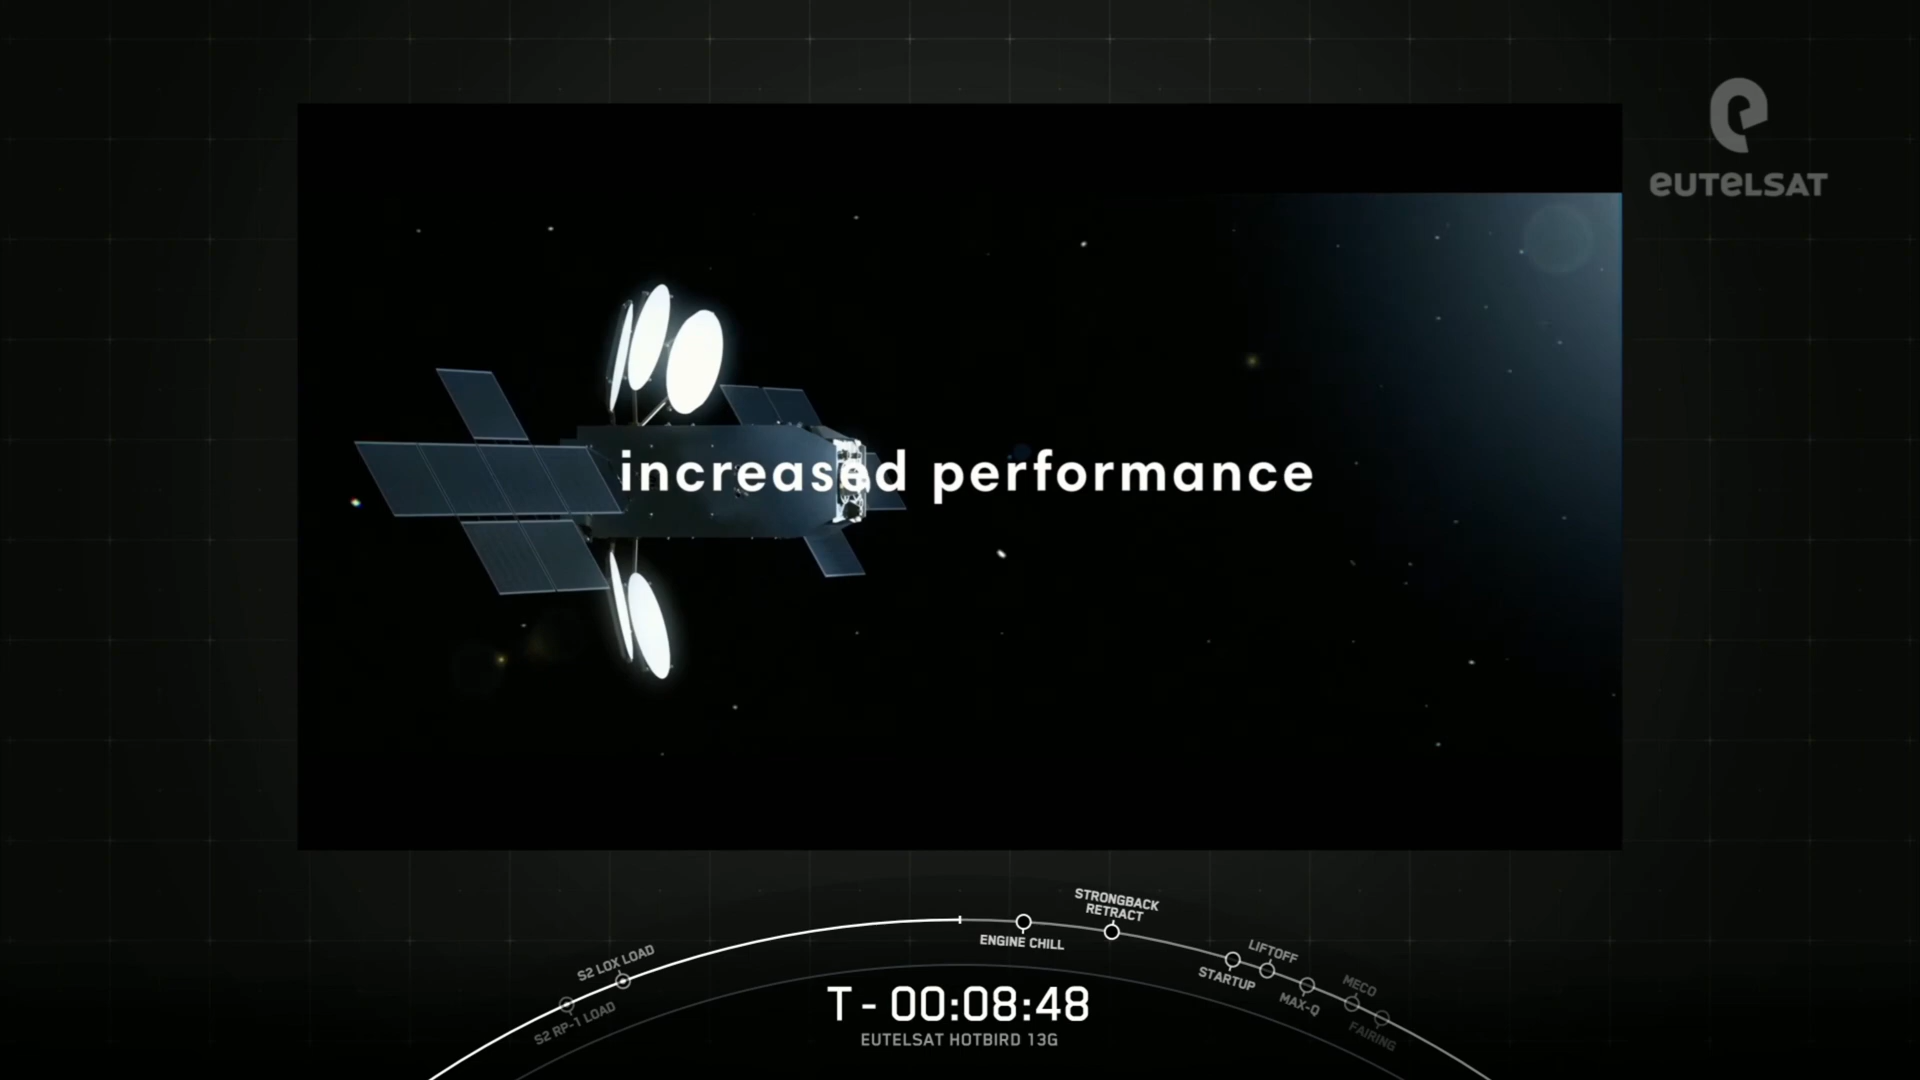 eUTeLSAT
increased performance
STRONGBACK
RETRACT
ENGINE CHILL
S2 LOX LOAD
S2 RP-1 LOAD
LIFTOFF
STARTUP
MECO
MAX-Q
FAIRING
T - 00:08:48
EUTELSAT HOTBIRD 13G